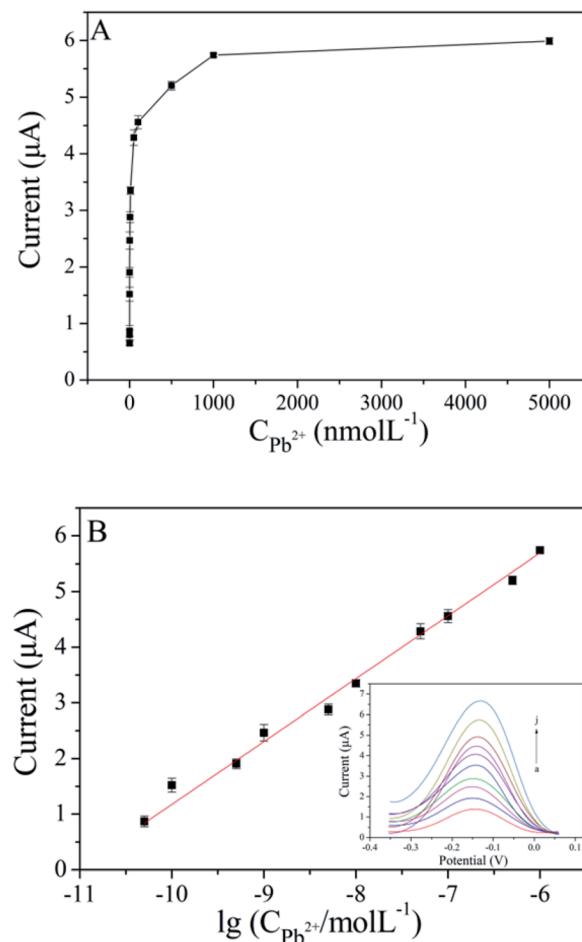 A
Current (μA)
6
5
4
3
2
1
0
0 1000 2000 3000 4000 5000
C_Pb²⁺ (nmolL⁻¹)
B
Current (μA)
6
5
4
3
2
1
0
-11 -10 -9 -8 -7 -6
lg (C_Pb²⁺/molL⁻¹)
Current (μA)
7
6
5
4
3
2
1
0
j
a
-0.4 -0.3 -0.2 -0.1 0.0 0.1
Potential (V)